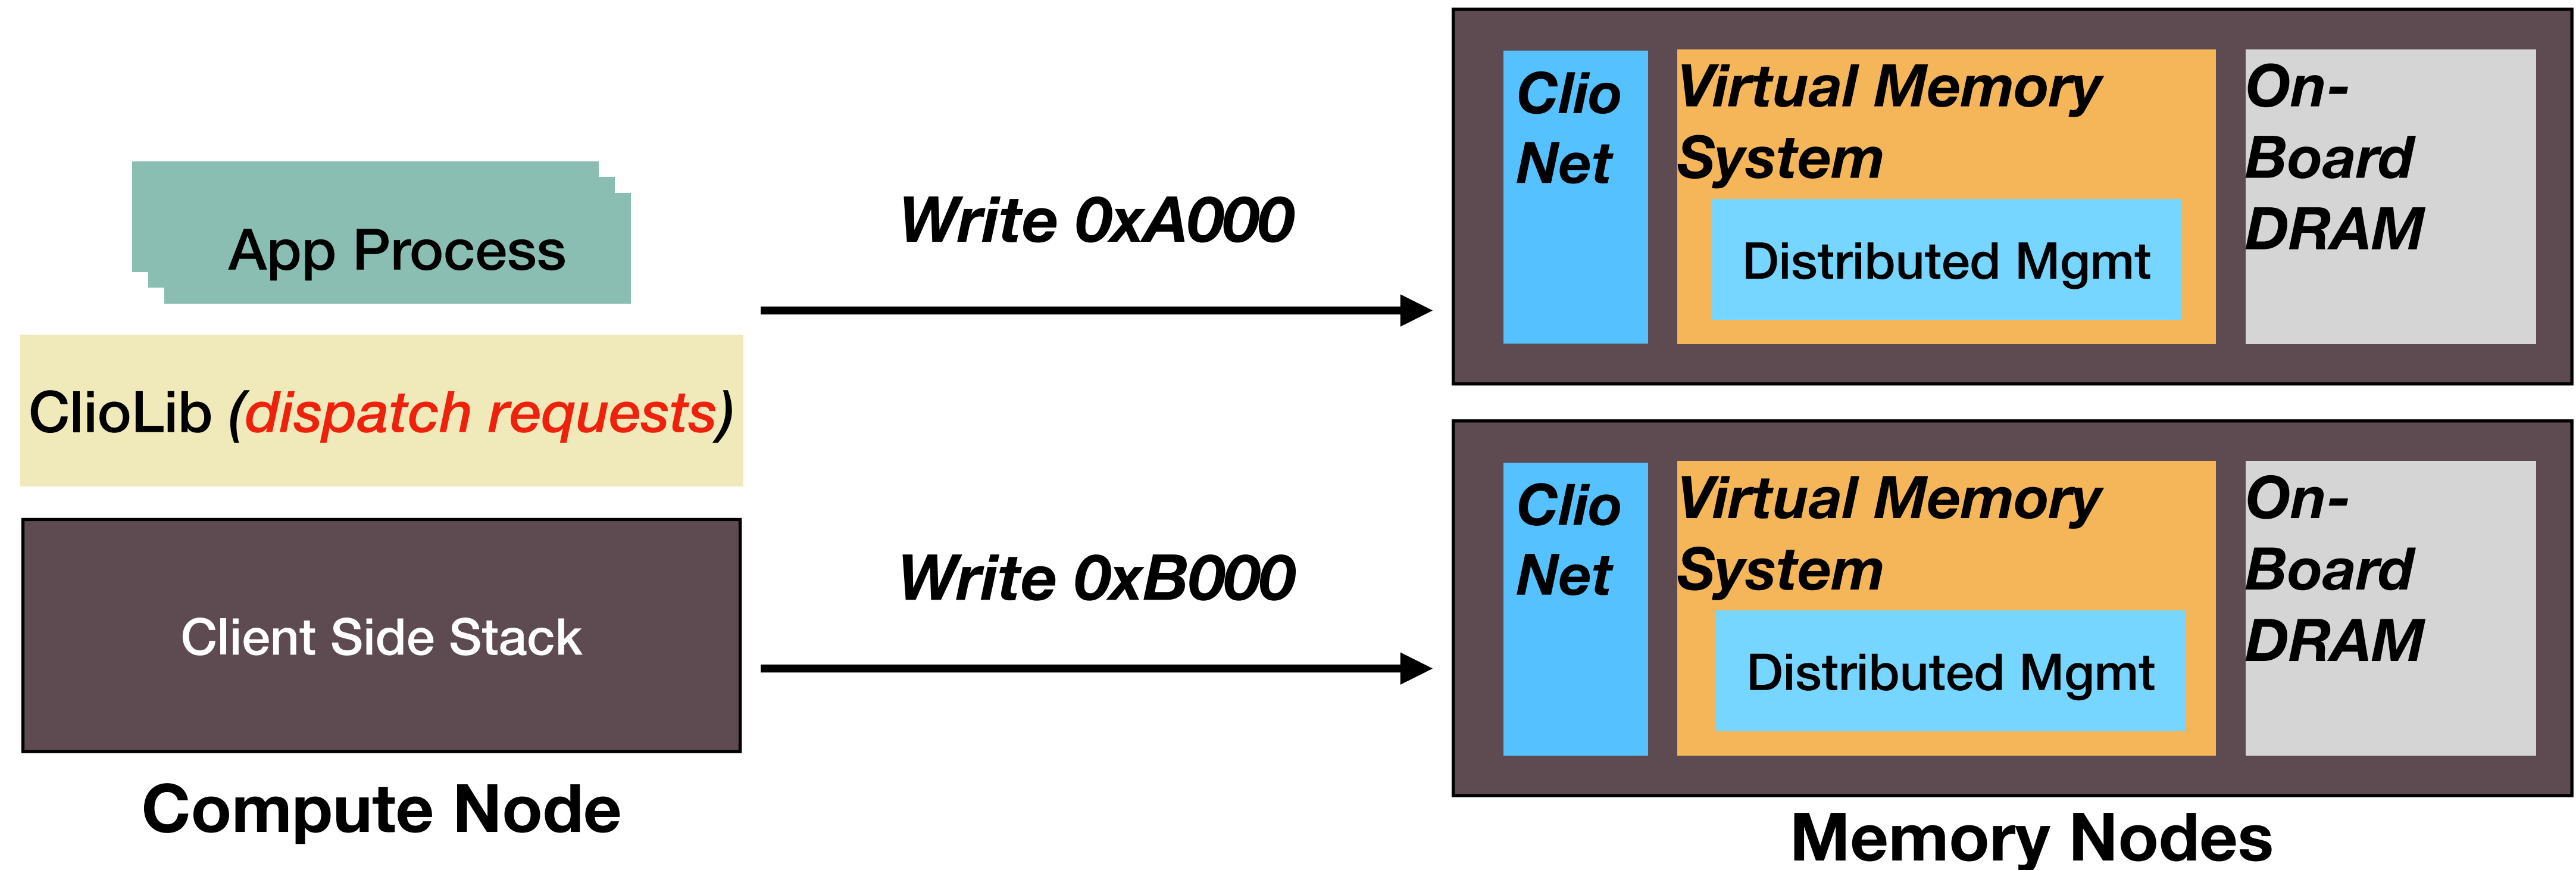 App Process
ClioLib (dispatch requests)
Client Side Stack
Compute Node
Write 0xA000
Write 0xB000
Clio
Net
Virtual Memory
System
Distributed Mgmt
On-
Board
DRAM
Clio
Net
Virtual Memory
System
Distributed Mgmt
On-
Board
DRAM
Memory Nodes